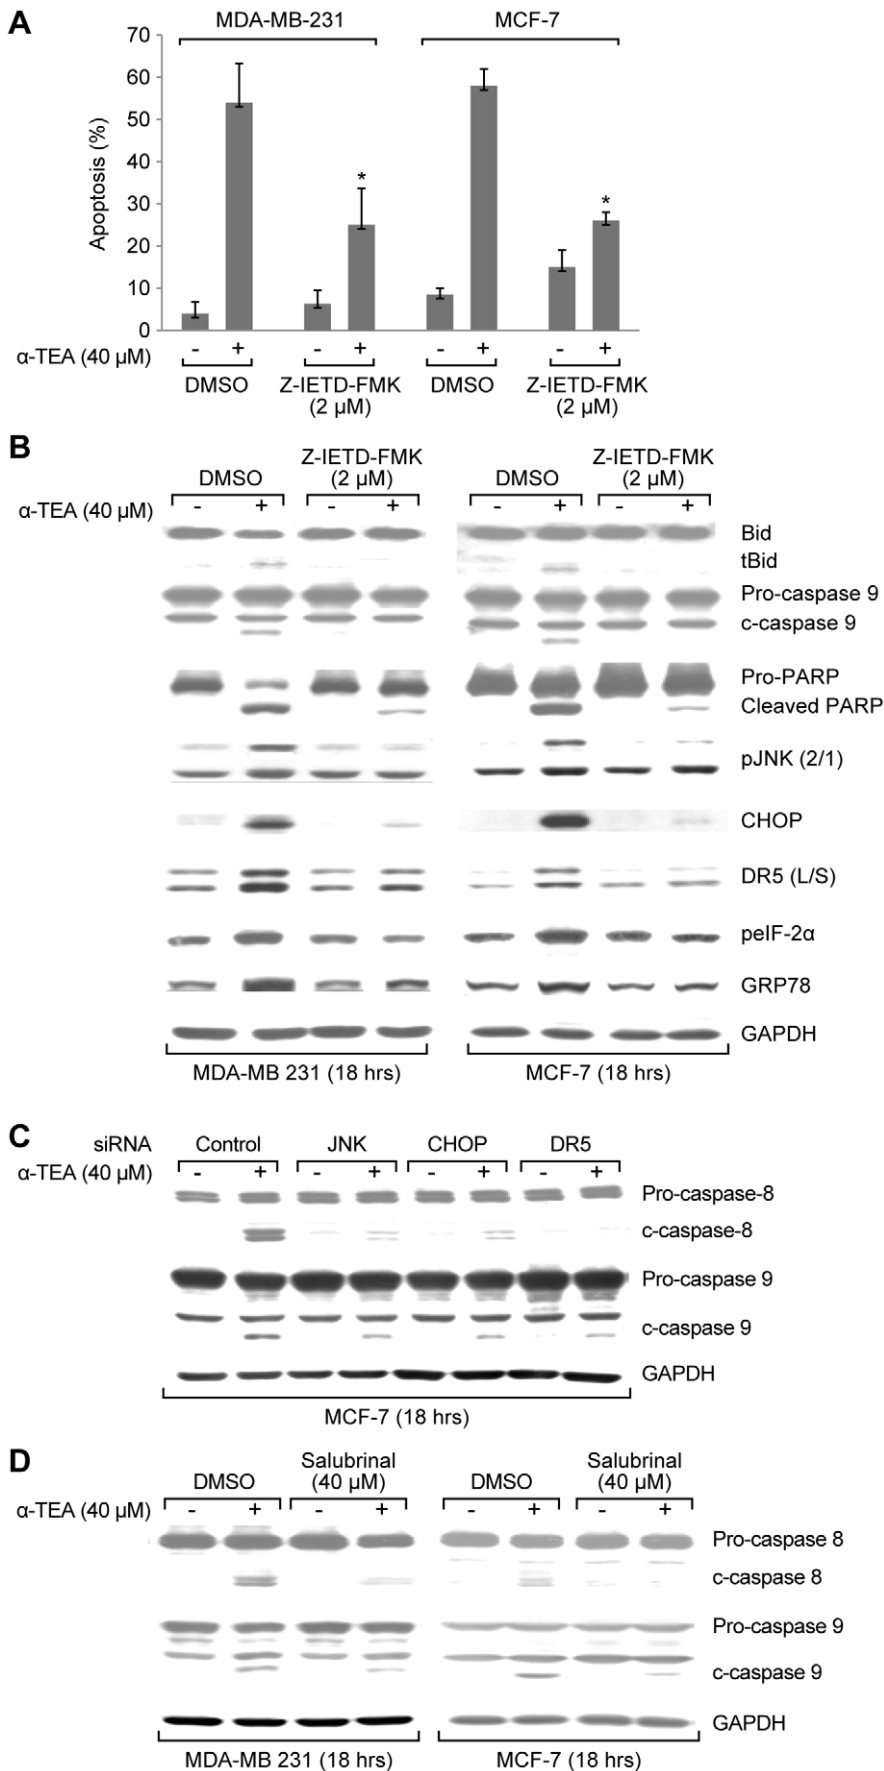 A
MDA-MB-231 MCF-7
70
60
50
40
30
20
10
0
Apoptosis (%)
* *
α-TEA (40 µM) - + - + - + - +
DMSO Z-IETD-FMK (2 µM) DMSO Z-IETD-FMK (2 µM)
B
DMSO Z-IETD-FMK (2 µM) DMSO Z-IETD-FMK (2 µM)
α-TEA (40 µM) - + - + - + - +
Bid
tBid
Pro-caspase 9
c-caspase 9
Pro-PARP
Cleaved PARP
pJNK (2/1)
CHOP
DR5 (L/S)
peIF-2α
GRP78
GAPDH
MDA-MB 231 (18 hrs) MCF-7 (18 hrs)
C
siRNA Control JNK CHOP DR5
α-TEA (40 µM) - + - + - + - +
Pro-caspase-8
c-caspase-8
Pro-caspase 9
c-caspase 9
GAPDH
MCF-7 (18 hrs)
D
DMSO Salubrinal (40 µM) DMSO Salubrinal (40 µM)
α-TEA (40 µM) - + - + - + - +
Pro-caspase 8
c-caspase 8
Pro-caspase 9
c-caspase 9
GAPDH
MDA-MB 231 (18 hrs) MCF-7 (18 hrs)